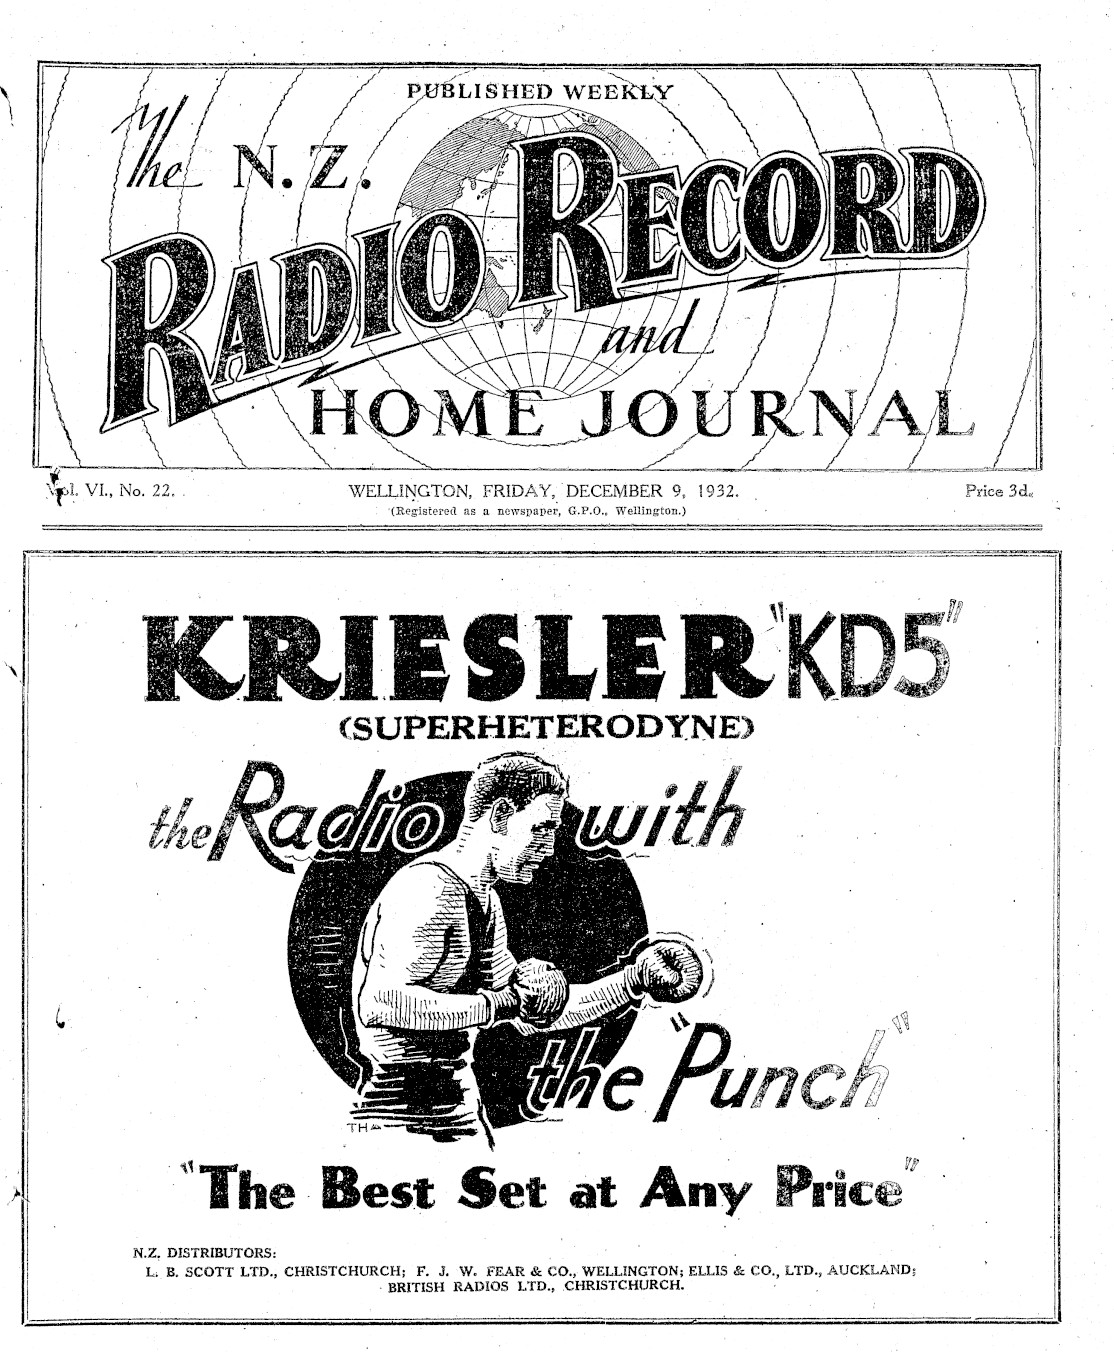 PUBLISHED WEEKLY
The N.Z.
RADIO RECORD
and
HOME JOURNAL
Vol. VI., No. 22.
WELLINGTON, FRIDAY, DECEMBER 9, 1932.
Price 3d.
(Registered as a newspaper, G.P.O., Wellington.)
KRIESLER "KD5"
(SUPERHETERODYNE)
the Radio with
the "Punch"
THA
"The Best Set at Any Price"
N.Z. DISTRIBUTORS:
L. B. SCOTT LTD., CHRISTCHURCH; F. J. W. FEAR & CO., WELLINGTON; ELLIS & CO., LTD., AUCKLAND;
BRITISH RADIOS LTD., CHRISTCHURCH.